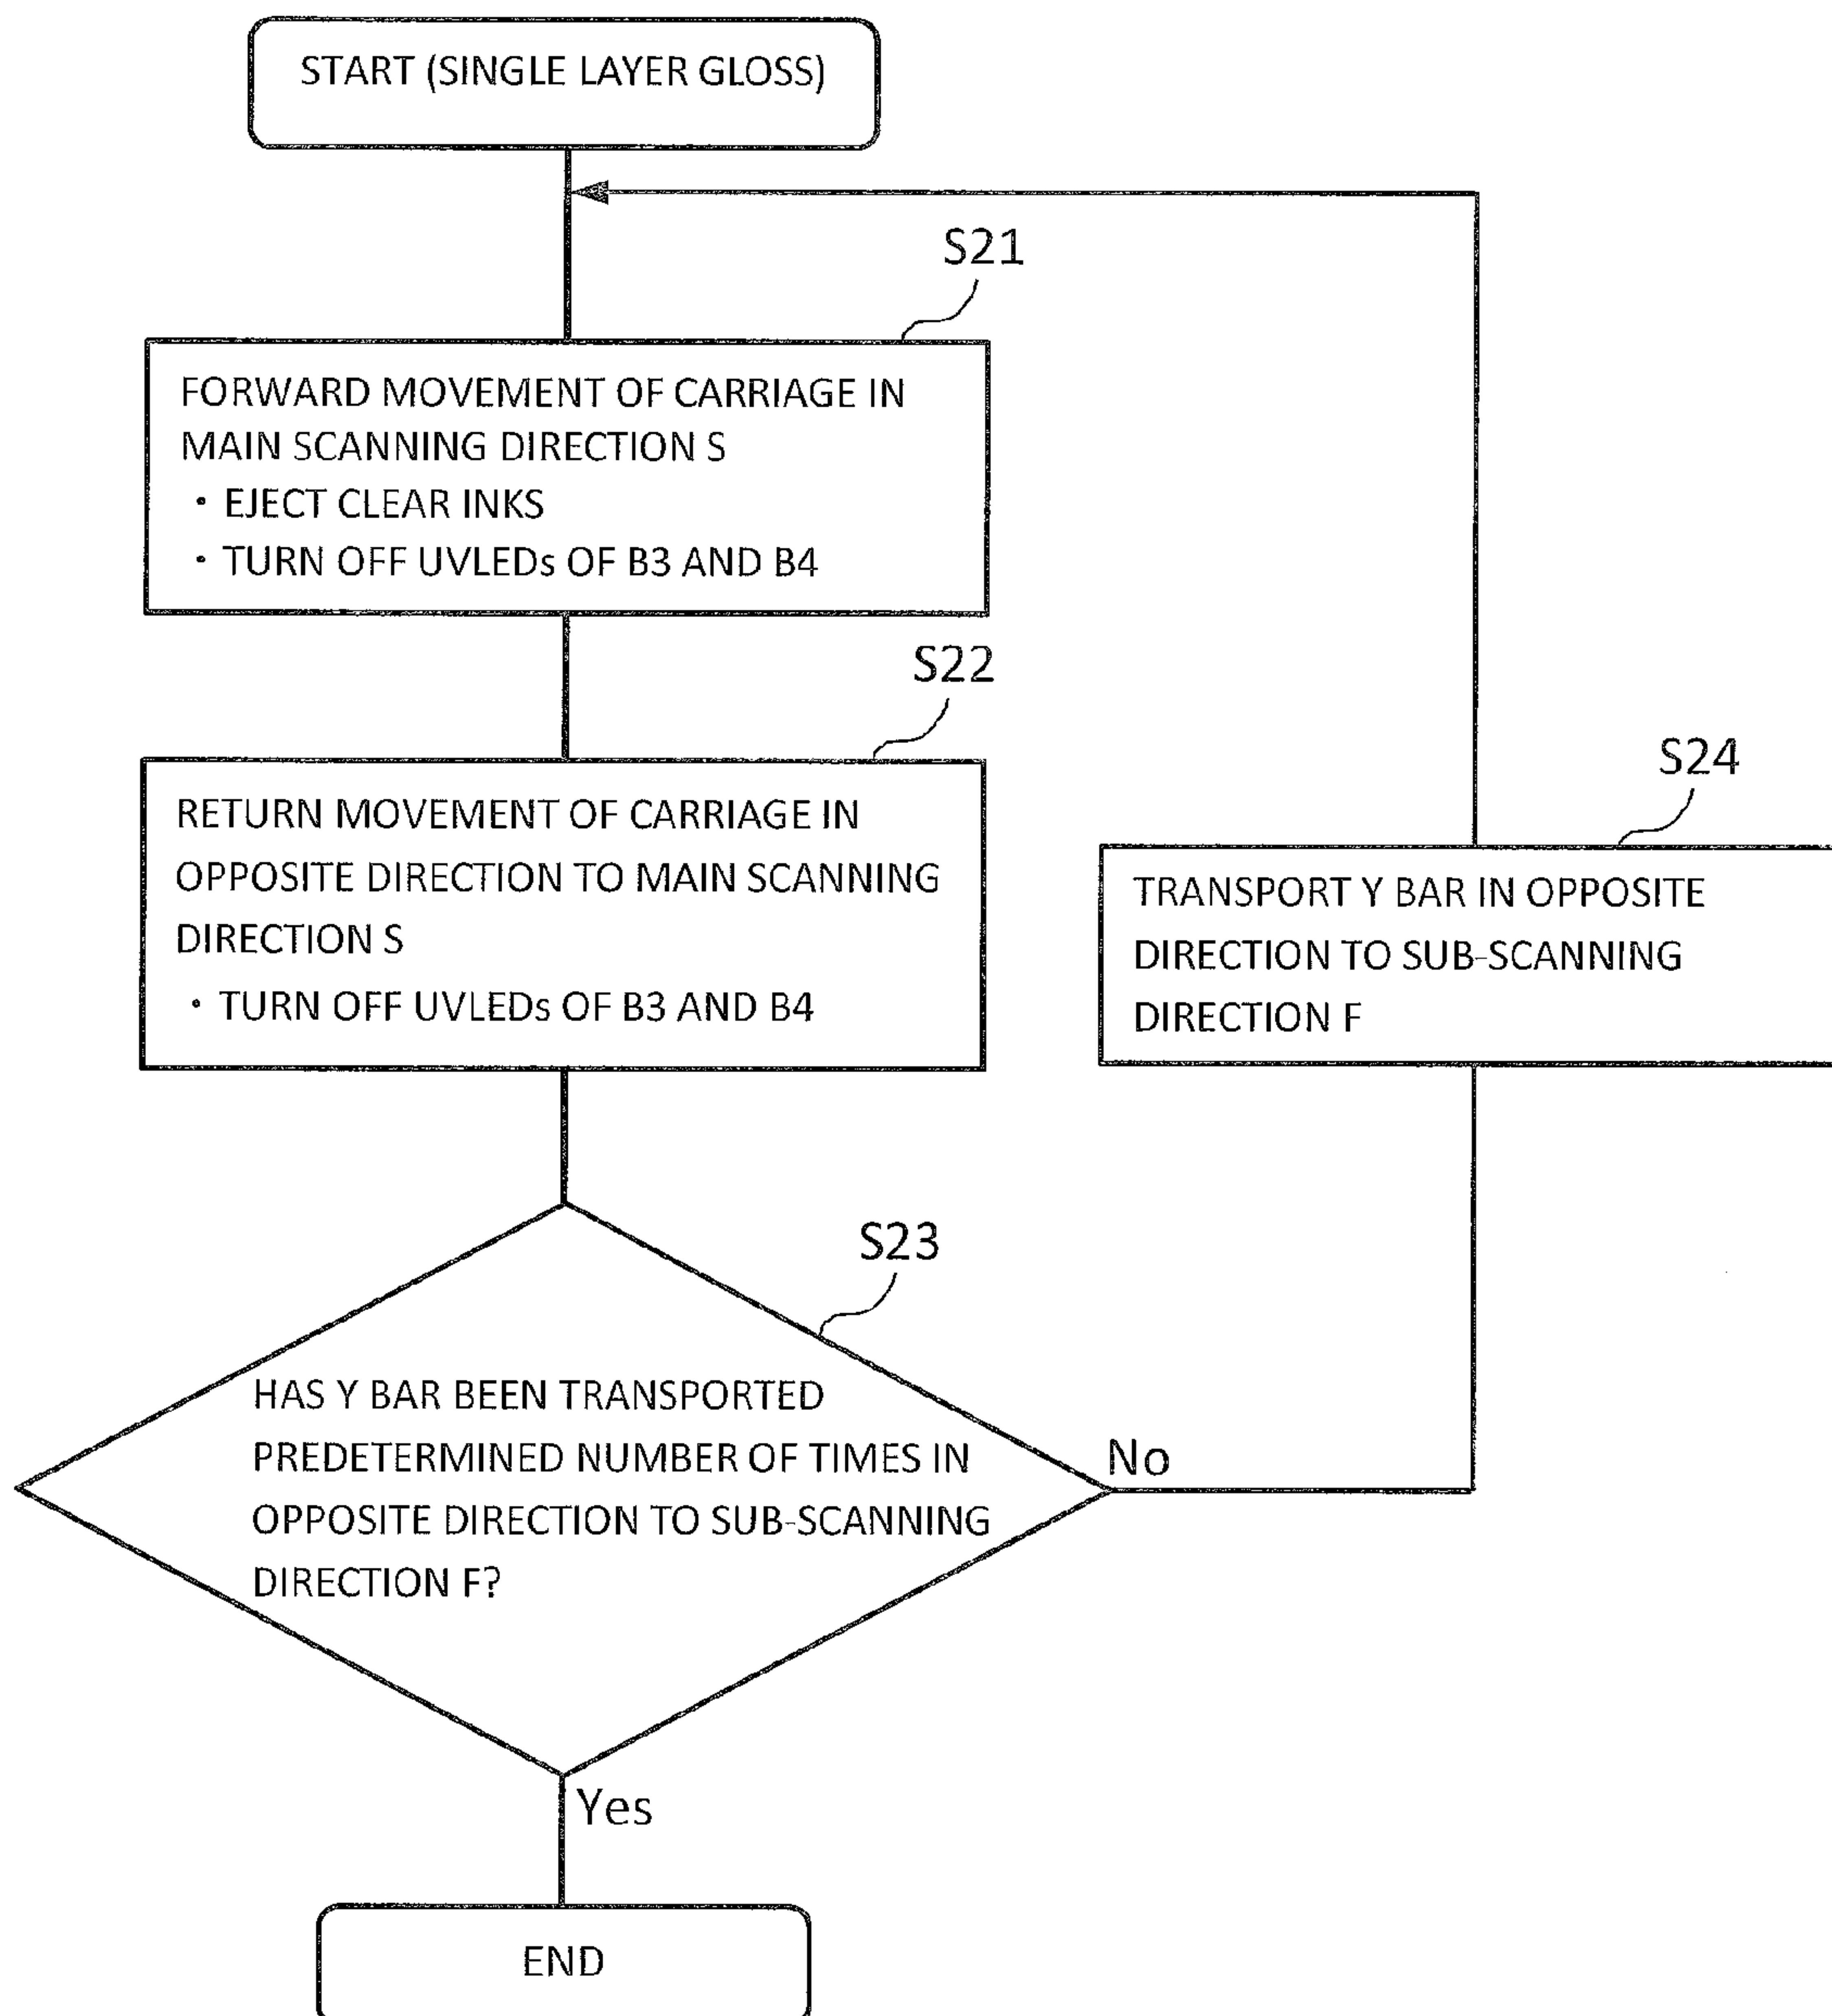 START (SINGLE LAYER GLOSS)
S21
FORWARD MOVEMENT OF CARRIAGE IN
MAIN SCANNING DIRECTION S
・EJECT CLEAR INKS
・TURN OFF UVLEDs OF B3 AND B4
S22
RETURN MOVEMENT OF CARRIAGE IN
OPPOSITE DIRECTION TO MAIN SCANNING
DIRECTION S
・TURN OFF UVLEDs OF B3 AND B4
S24
TRANSPORT Y BAR IN OPPOSITE
DIRECTION TO SUB-SCANNING
DIRECTION F
S23
HAS Y BAR BEEN TRANSPORTED
PREDETERMINED NUMBER OF TIMES IN
OPPOSITE DIRECTION TO SUB-SCANNING
DIRECTION F?
No
Yes
END